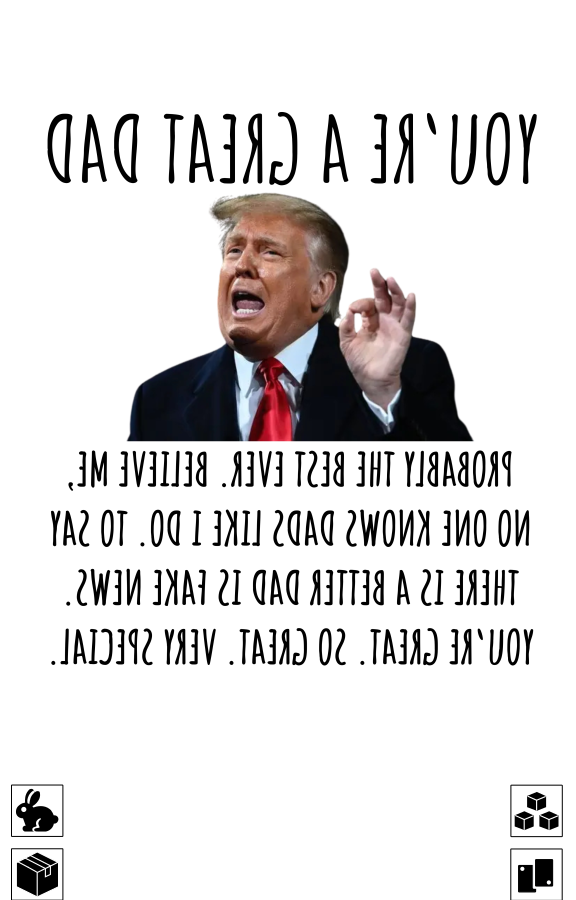 YOU'RE A GREAT DAD
PROBABLY THE BEST EVER. BELIEVE ME,
NO ONE KNOWS DADS LIKE I DO. TO SAY
THERE IS A BETTER DAD IS FAKE NEWS.
YOU'RE GREAT. SO GREAT. VERY SPECIAL.